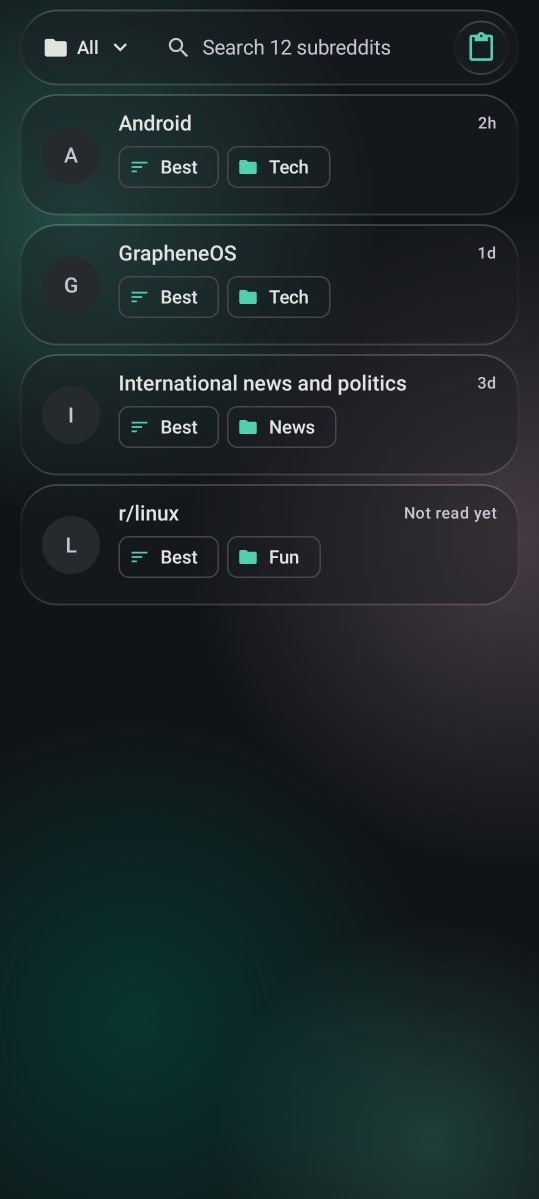 All
Search 12 subreddits
Android
2h
A
Best
Tech
GrapheneOS
1d
G
Best
Tech
International news and politics
3d
I
Best
News
r/linux
Not read yet
L
Best
Fun